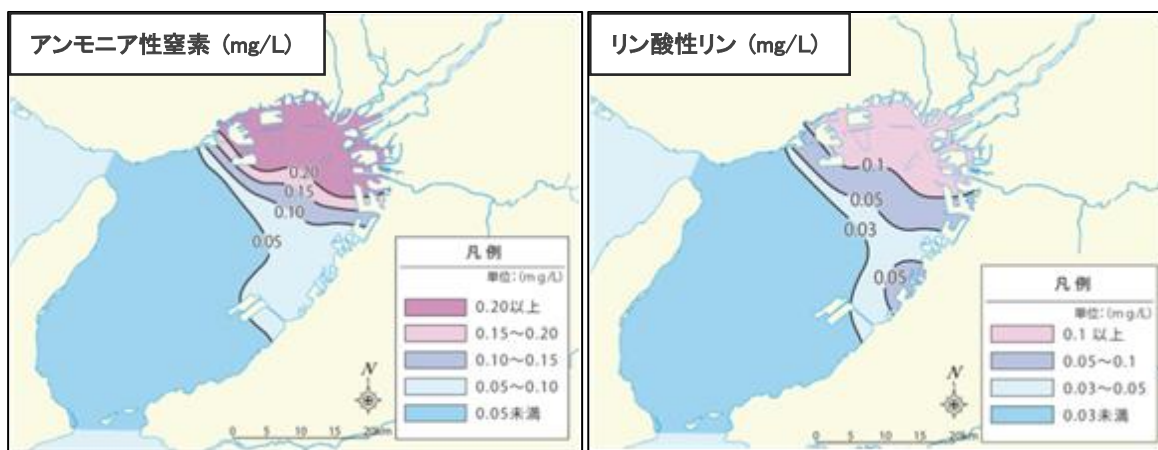 アンモニア性窒素 (mg/L)
0.20
0.15
0.10
0.05
凡例
単位:(mg/L)
0.20以上
0.15～0.20
0.10～0.15
0.05～0.10
0.05未満
N
0 5 10 15 20km
リン酸性リン (mg/L)
0.1
0.05
0.03
0.05
凡例
単位:(mg/L)
0.1 以上
0.05～0.1
0.03～0.05
0.03未満
N
0 5 10 15 20km